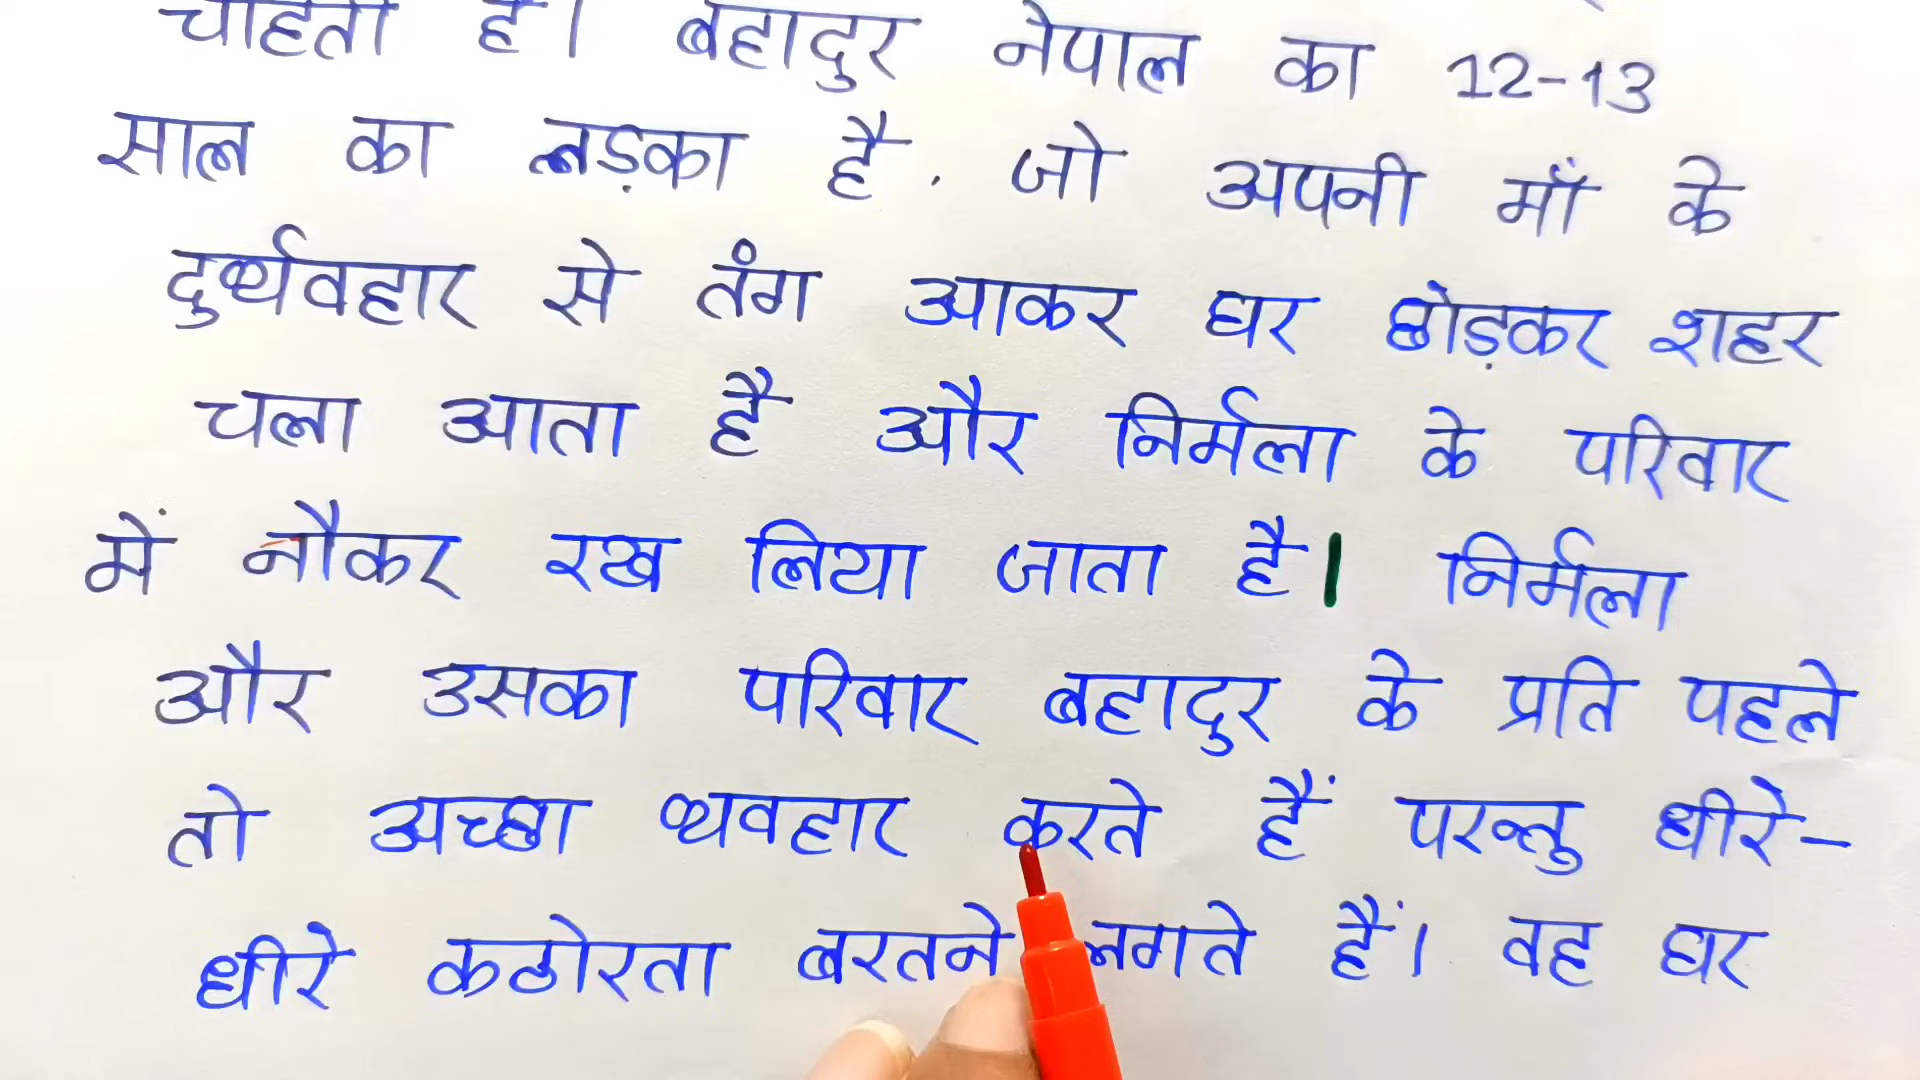 चाहता है। बहादुर नेपाल का 12-13
साल का लड़का है, जो अपनी माँ के
दुर्व्यवहार से तंग आकर घर छोड़कर शहर
चला आता है और निर्मला के परिवार
में नौकर रख लिया जाता है। निर्मला
और उसका परिवार बहादुर के प्रति पहले
तो अच्छा व्यवहार करते हैं परन्तु धीरे-
धीरे कठोरता बरतने लगते हैं। वह घर